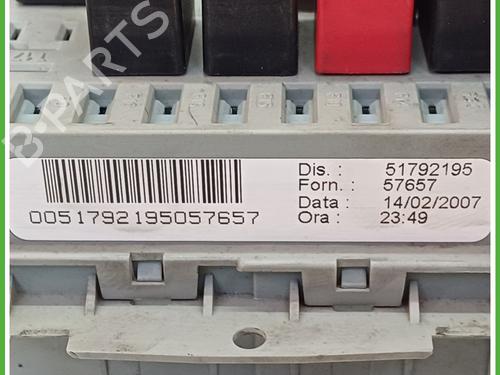 B-PARTS
Dis. : 51792195
Forn. : 57657
Data : 14/02/2007
Ora : 23:49
0051792195057657